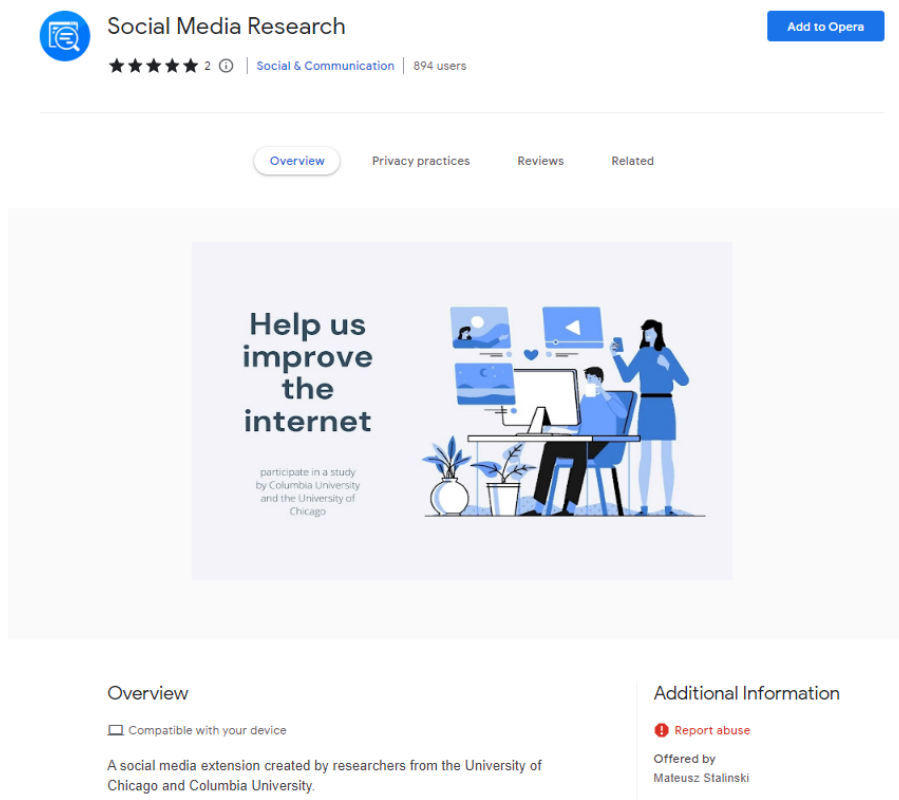 Social Media Research
Add to Opera
2
Social & Communication
894 users
Overview
Privacy practices
Reviews
Related
Help us
improve
the
internet
participate in a study
by Columbia University
and the University of
Chicago
Overview
Additional Information
Compatible with your device
Report abuse
A social media extension created by researchers from the University of
Chicago and Columbia University.
Offered by
Mateusz Stalinski